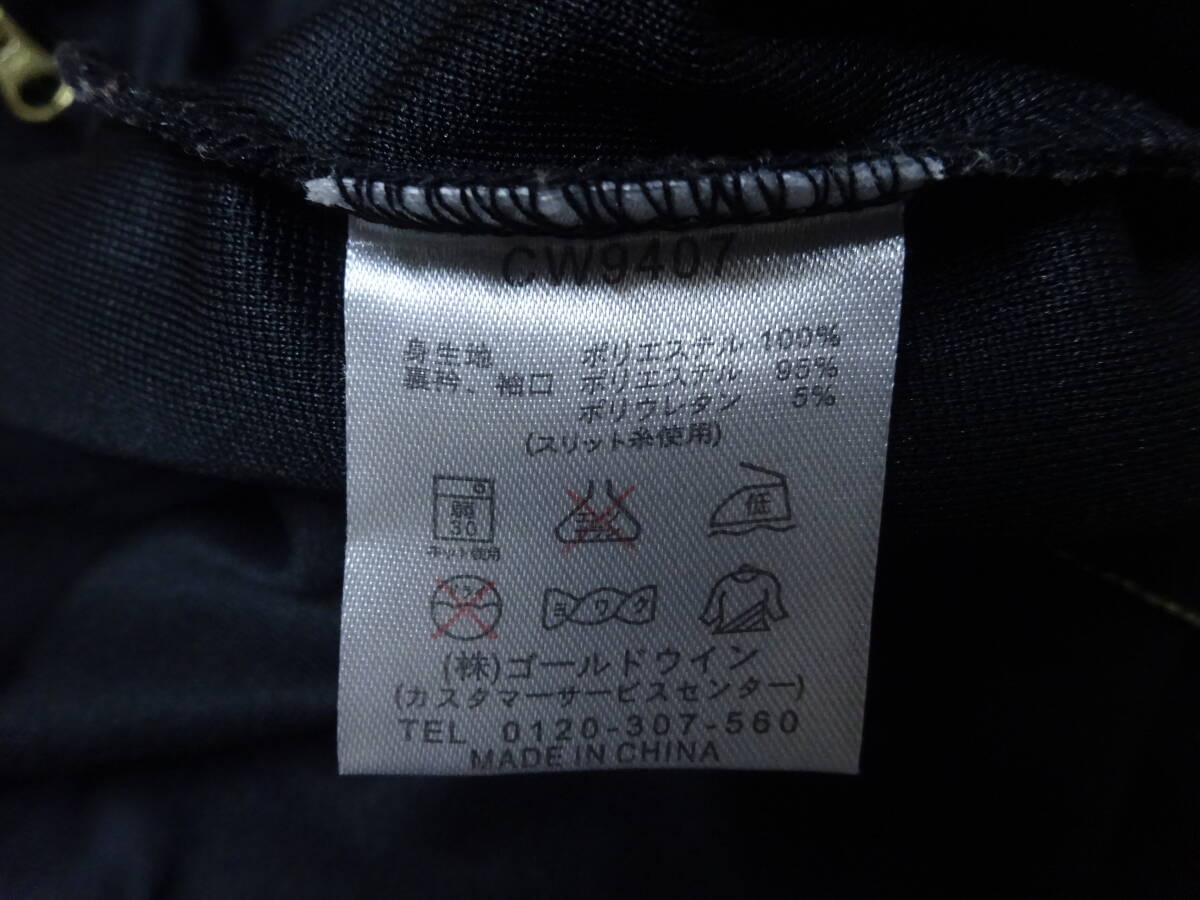 CW9407
身生地 ポリエステル 100%
裏衿、袖口 ポリエステル 95%
ポリウレタン 5%
(スリット糸使用)
弱
30
ネット使用
低
ヨワク
(株)ゴールドウイン
(カスタマーサービスセンター)
TEL 0120-307-560
MADE IN CHINA